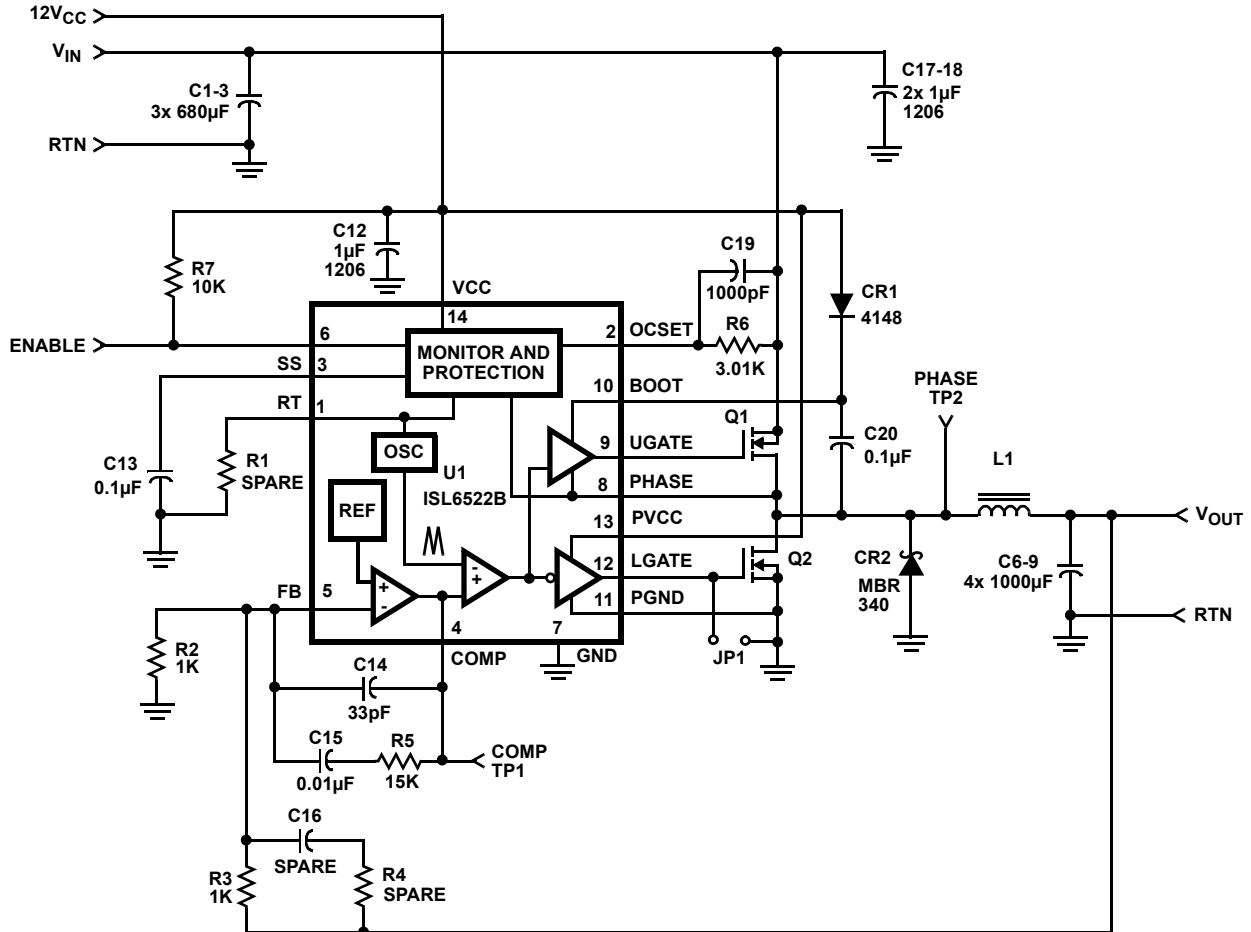 12VCC
VIN
C1-3
3x 680µF
RTN
C17-18
2x 1µF
1206
C12
1µF
1206
R7
10K
VCC
14
C19
1000pF
CR1
4148
ENABLE
6
MONITOR AND
PROTECTION
2
OCSET
R6
3.01K
SS
3
10
BOOT
PHASE
TP2
RT
1
Q1
OSC
9
UGATE
C20
0.1µF
L1
C13
0.1µF
R1
SPARE
U1
ISL6522B
8
PHASE
REF
13
PVCC
VOUT
12
LGATE
Q2
CR2
MBR
340
C6-9
4x 1000µF
-
+
FB
5
+
-
11
PGND
RTN
4
COMP
7
GND
JP1
R2
1K
C14
33pF
C15
0.01µF
R5
15K
COMP
TP1
C16
SPARE
R3
1K
R4
SPARE